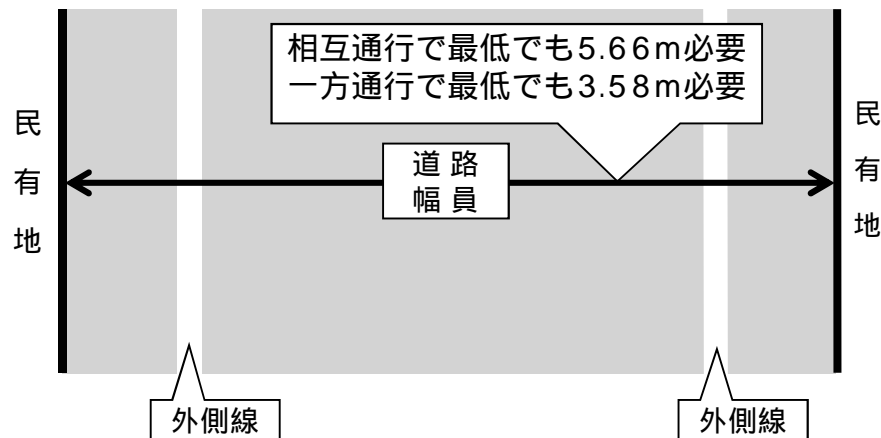 相互通行で最低でも5.66m必要
一方通行で最低でも3.58m必要
民有地
道路
幅員
民有地
外側線
外側線